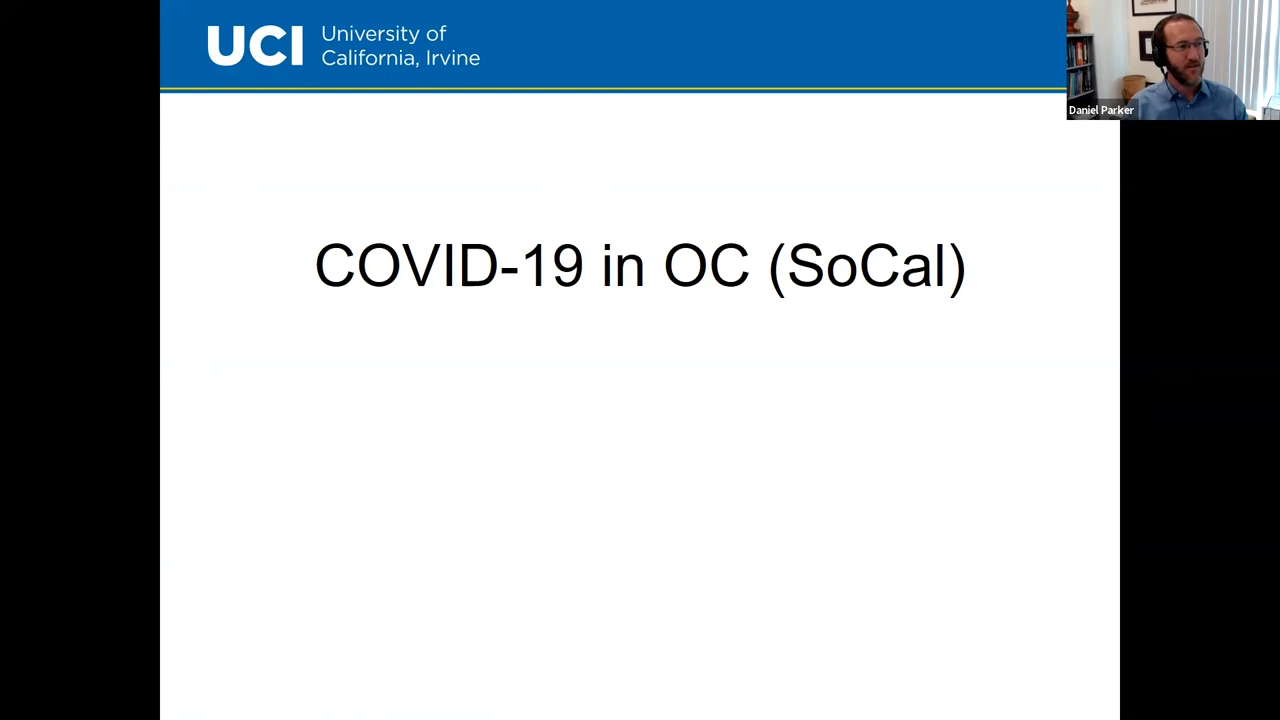 UCI University of
California, Irvine
Daniel Parker
COVID-19 in OC (SoCal)